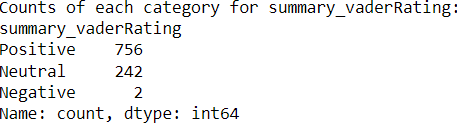 Counts of each category for summary_vaderRating:
summary_vaderRating
Positive    756
Neutral     242
Negative      2
Name: count, dtype: int64